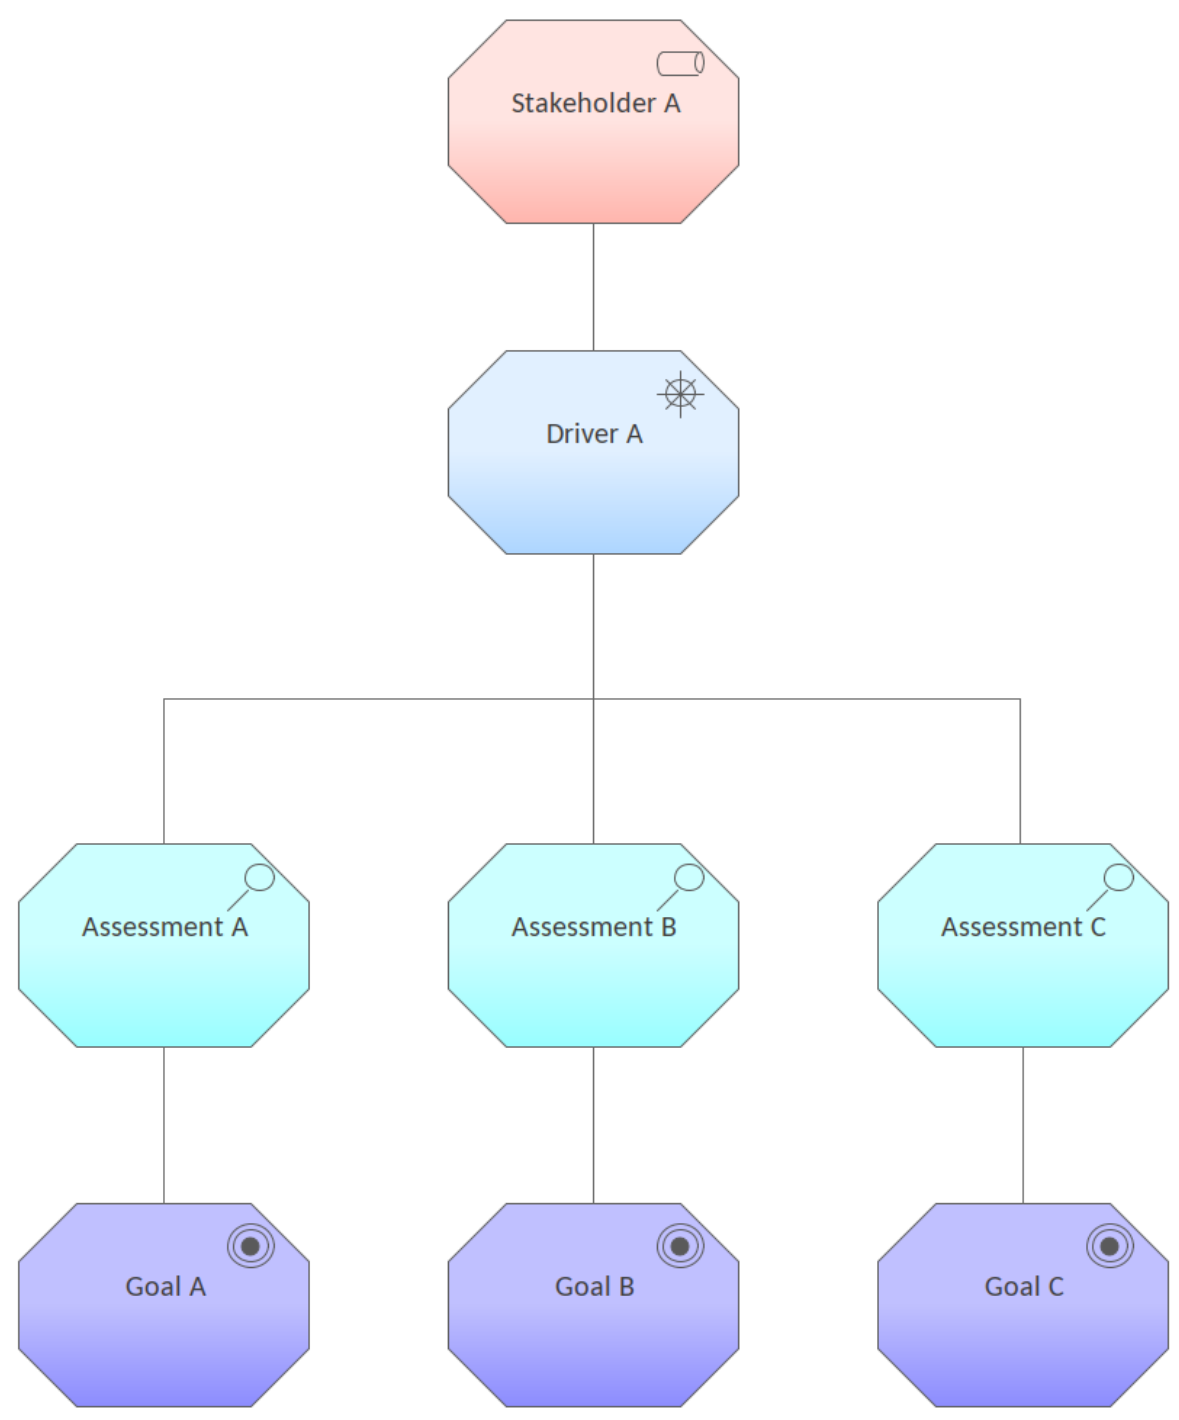 Stakeholder A
Driver A
Assessment A
Assessment B
Assessment C
Goal A
Goal B
Goal C